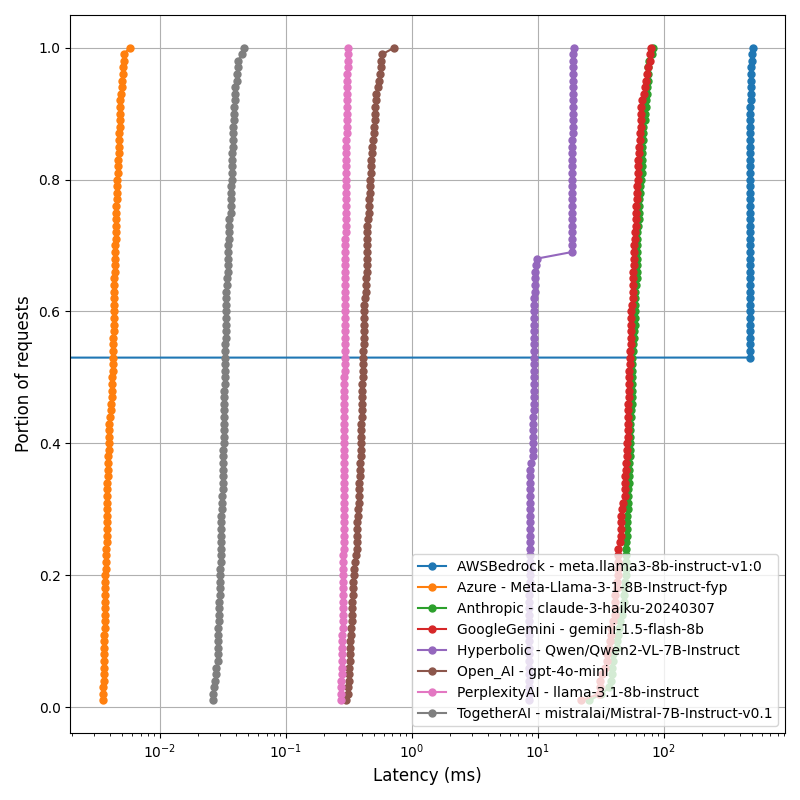 1.0
0.8
0.6
0.4
0.2
0.0
Portion of requests
AWSBedrock - meta.llama3-8b-instruct-v1:0
Azure - Meta-Llama-3-1-8B-Instruct-fyp
Anthropic - claude-3-haiku-20240307
GoogleGemini - gemini-1.5-flash-8b
Hyperbolic - Qwen/Qwen2-VL-7B-Instruct
Open_AI - gpt-4o-mini
PerplexityAI - llama-3.1-8b-instruct
TogetherAI - mistralai/Mistral-7B-Instruct-v0.1
10⁻² 10⁻¹ 10⁰ 10¹ 10²
Latency (ms)